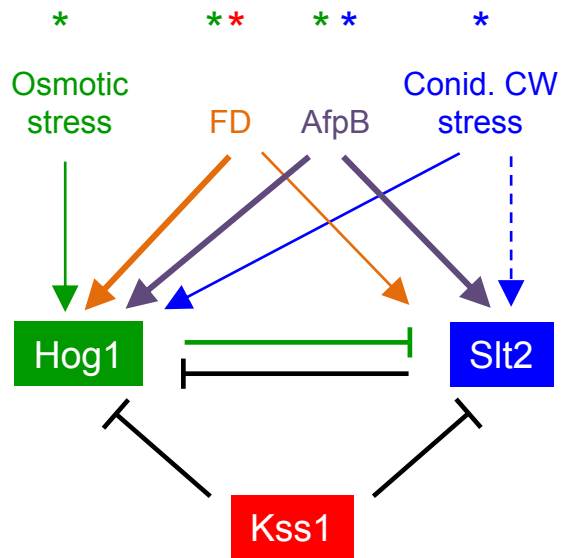 * ** ** *
Osmotic
stress
FD
AfpB
Conid. CW
stress
Hog1
Slt2
Kss1